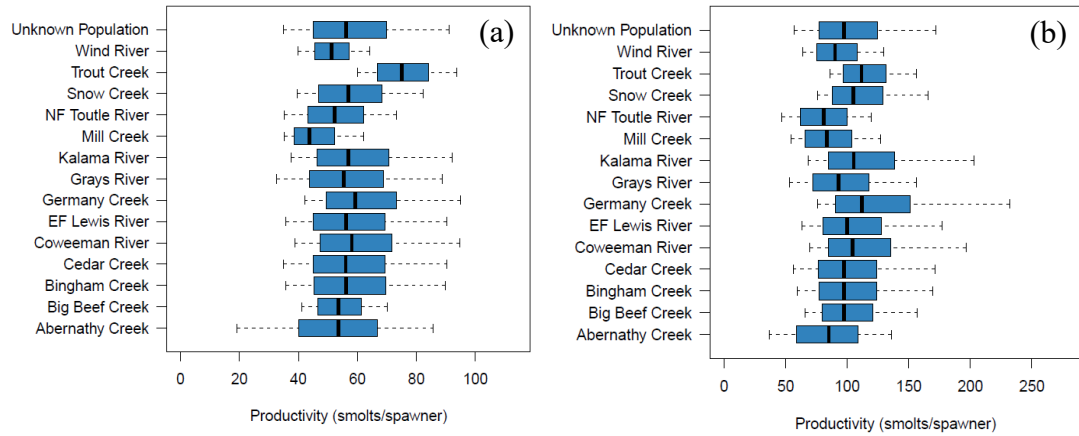 (a)
Unknown Population
Wind River
Trout Creek
Snow Creek
NF Toutle River
Mill Creek
Kalama River
Grays River
Germany Creek
EF Lewis River
Coweeman River
Cedar Creek
Bingham Creek
Big Beef Creek
Abernathy Creek
0 20 40 60 80 100
Productivity (smolts/spawner)
(b)
Unknown Population
Wind River
Trout Creek
Snow Creek
NF Toutle River
Mill Creek
Kalama River
Grays River
Germany Creek
EF Lewis River
Coweeman River
Cedar Creek
Bingham Creek
Big Beef Creek
Abernathy Creek
0 50 100 150 200 250
Productivity (smolts/spawner)